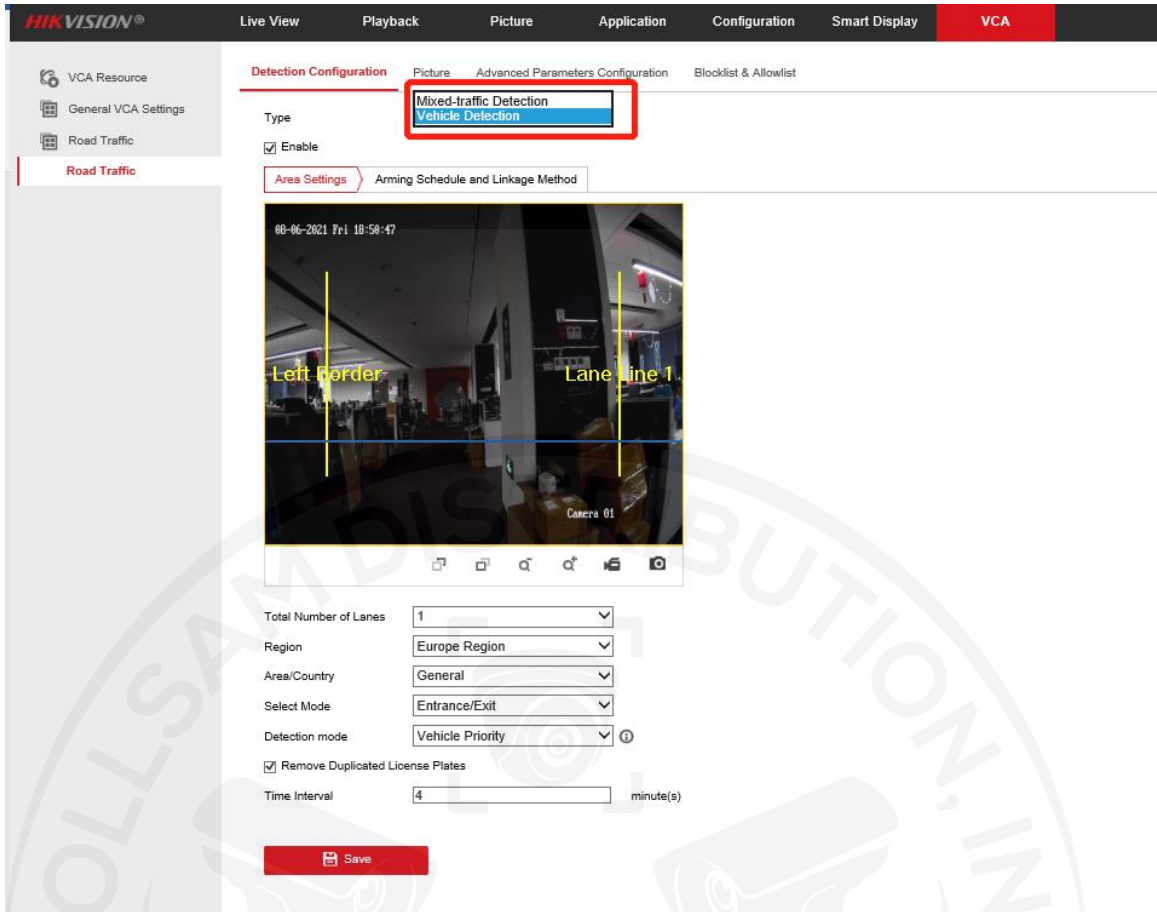 HIKVISION®
Live View Playback Picture Application Configuration Smart Display VCA
VCA Resource
General VCA Settings
Road Traffic
Road Traffic
Detection Configuration Picture Advanced Parameters Configuration Blocklist & Allowlist
Type
Mixed-traffic Detection
Vehicle Detection
Enable
Area Settings Arming Schedule and Linkage Method
08-06-2021 Fri 18:50:47
Left Border Lane Line 1
Camera 01
Total Number of Lanes 1
Region Europe Region
Area/Country General
Select Mode Entrance/Exit
Detection mode Vehicle Priority
Remove Duplicated License Plates
Time Interval 4 minute(s)
Save
OLLSAM DISTRIBUTION, IN